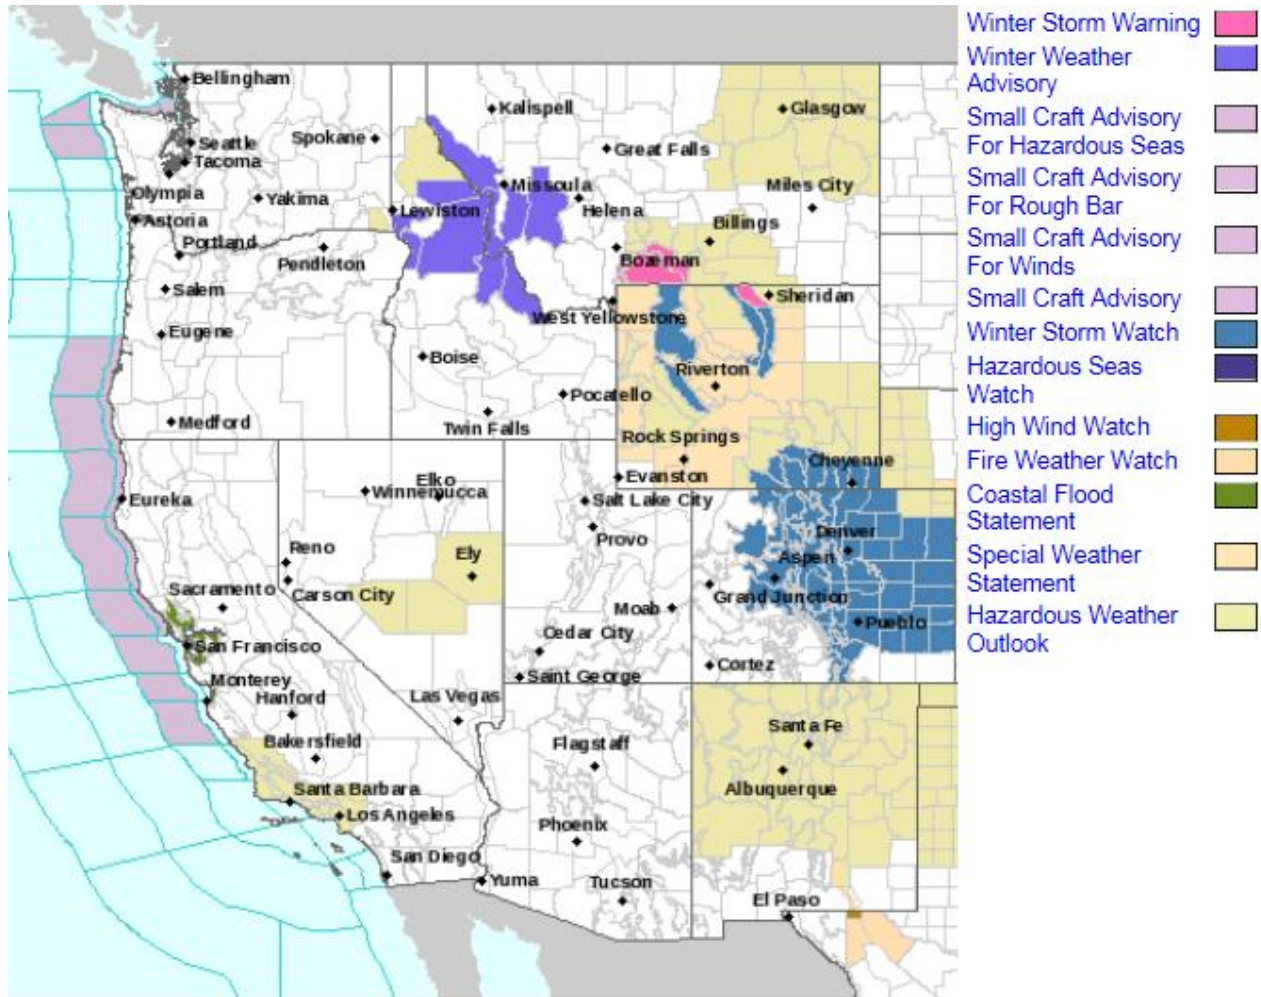 Bellingham
Kalispell
Glasgow
Spokane
Seattle
Great Falls
Tacoma
Missoula
Miles City
Olympia
Yakima
Lewiston
Helena
Astoria
Billings
Portland
Pendleton
Bozeman
Salem
Sheridan
West Yellowstone
Eugene
Boise
Riverton
Pocatello
Medford
Twin Falls
Rock Springs
Cheyenne
Elko
Evanston
Winnemucca
Eureka
Salt Lake City
Denver
Provo
Reno
Ely
Aspen
Sacramento
Carson City
Grand Junction
Moab
Pueblo
Cedar City
San Francisco
Cortez
Saint George
Monterey
Hanford
Las Vegas
Santa Fe
Bakersfield
Flagstaff
Santa Barbara
Albuquerque
Los Angeles
Phoenix
San Diego
Yuma
Tucson
El Paso
Winter Storm Warning
Winter Weather
Advisory
Small Craft Advisory
For Hazardous Seas
Small Craft Advisory
For Rough Bar
Small Craft Advisory
For Winds
Small Craft Advisory
Winter Storm Watch
Hazardous Seas
Watch
High Wind Watch
Fire Weather Watch
Coastal Flood
Statement
Special Weather
Statement
Hazardous Weather
Outlook